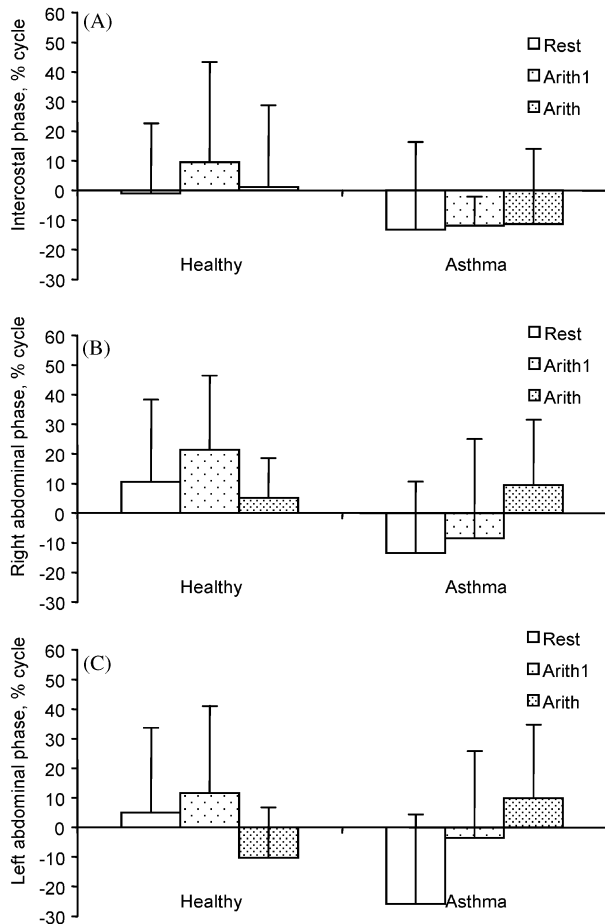 (A)
Intercostal phase, % cycle
60
50
40
30
20
10
0
-10
-20
-30
Rest
Arith1
Arith
Healthy
Asthma
(B)
Right abdominal phase, % cycle
60
50
40
30
20
10
0
-10
-20
-30
Rest
Arith1
Arith
Healthy
Asthma
(C)
Left abdominal phase, % cycle
60
50
40
30
20
10
0
-10
-20
-30
Rest
Arith1
Arith
Healthy
Asthma